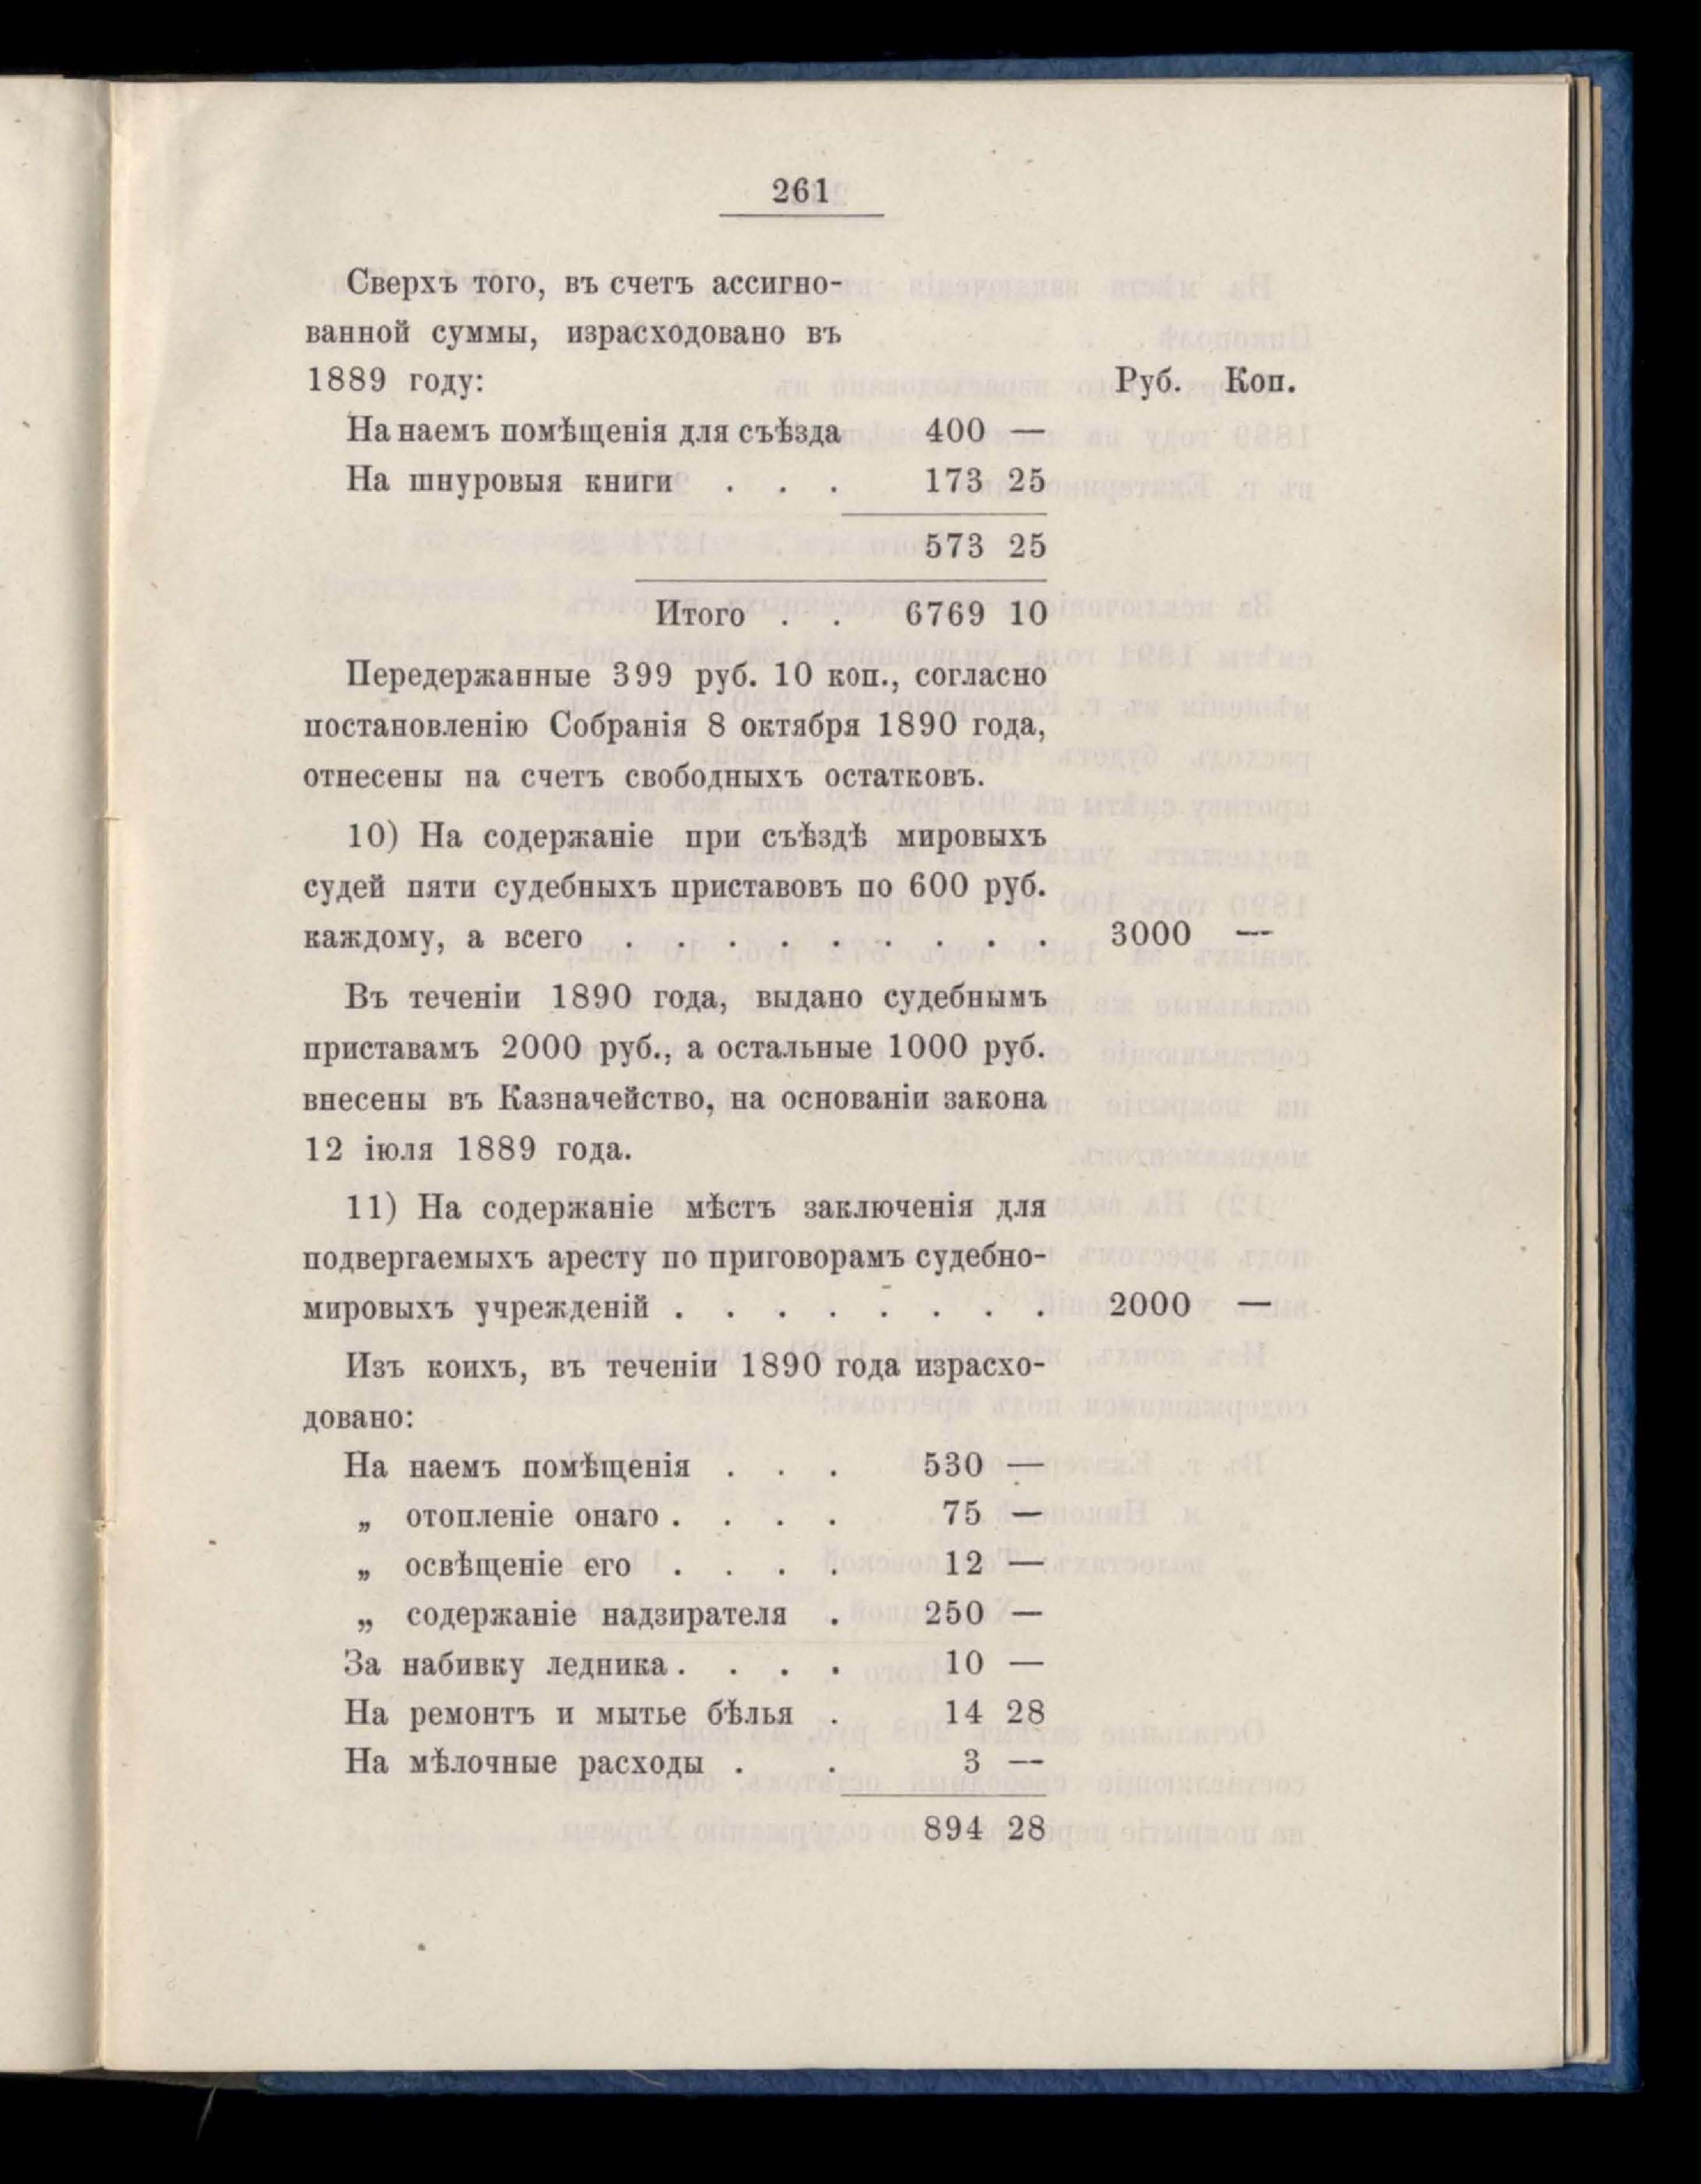 261
Сверхъ того, въ счетъ ассигно-
ванной суммы, израсходовано въ
1889 году: Руб. Коп.
На наемъ помѣщенія для съѣзда 400 —
На шнуровыя книги . . . 173 25
573 25
Итого . . 6769 10
Передержанные 399 руб. 10 коп., согласно
постановленію Собранія 8 октября 1890 года,
отнесены на счетъ свободныхъ остатковъ.
10) На содержаніе при съѣздѣ мировыхъ
судей пяти судебныхъ приставовъ по 600 руб.
каждому, а всего . . . . . . . . . 3000 —
Въ теченіи 1890 года, выдано судебнымъ
приставамъ 2000 руб., а остальные 1000 руб.
внесены въ Казначейство, на основаніи закона
12 іюля 1889 года.
11) На содержаніе мѣстъ заключенія для
подвергаемыхъ аресту по приговорамъ судебно-
мировыхъ учрежденій . . . . . . . . 2000 —
Изъ коихъ, въ теченіи 1890 года израсхо-
довано:
На наемъ помѣщенія . . . 530 —
„ отопленіе онаго . . . . 75 —
„ освѣщеніе его . . . . 12 —
„ содержаніе надзирателя . 250 —
За набивку ледника . . . . 10 —
На ремонтъ и мытье бѣлья . 14 28
На мѣлочные расходы . . 3 —
894 28